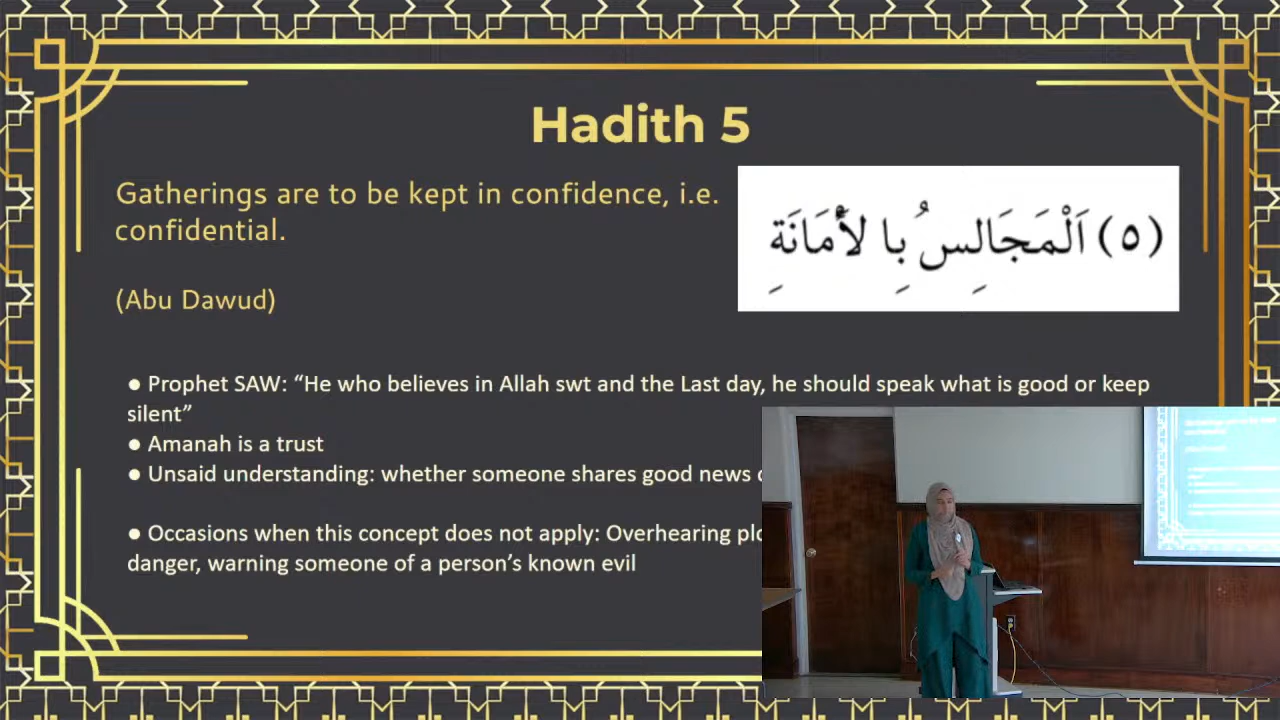 Hadith 5
Gatherings are to be kept in confidence, i.e.
confidential.
(٥) اَلْمَجَالِسُ بِا لأَمَانَةِ
(Abu Dawud)
● Prophet SAW: “He who believes in Allah swt and the Last day, he should speak what is good or keep
silent”
● Amanah is a trust
● Unsaid understanding: whether someone shares good news
● Occasions when this concept does not apply: Overhearing
danger, warning someone of a person’s known evil